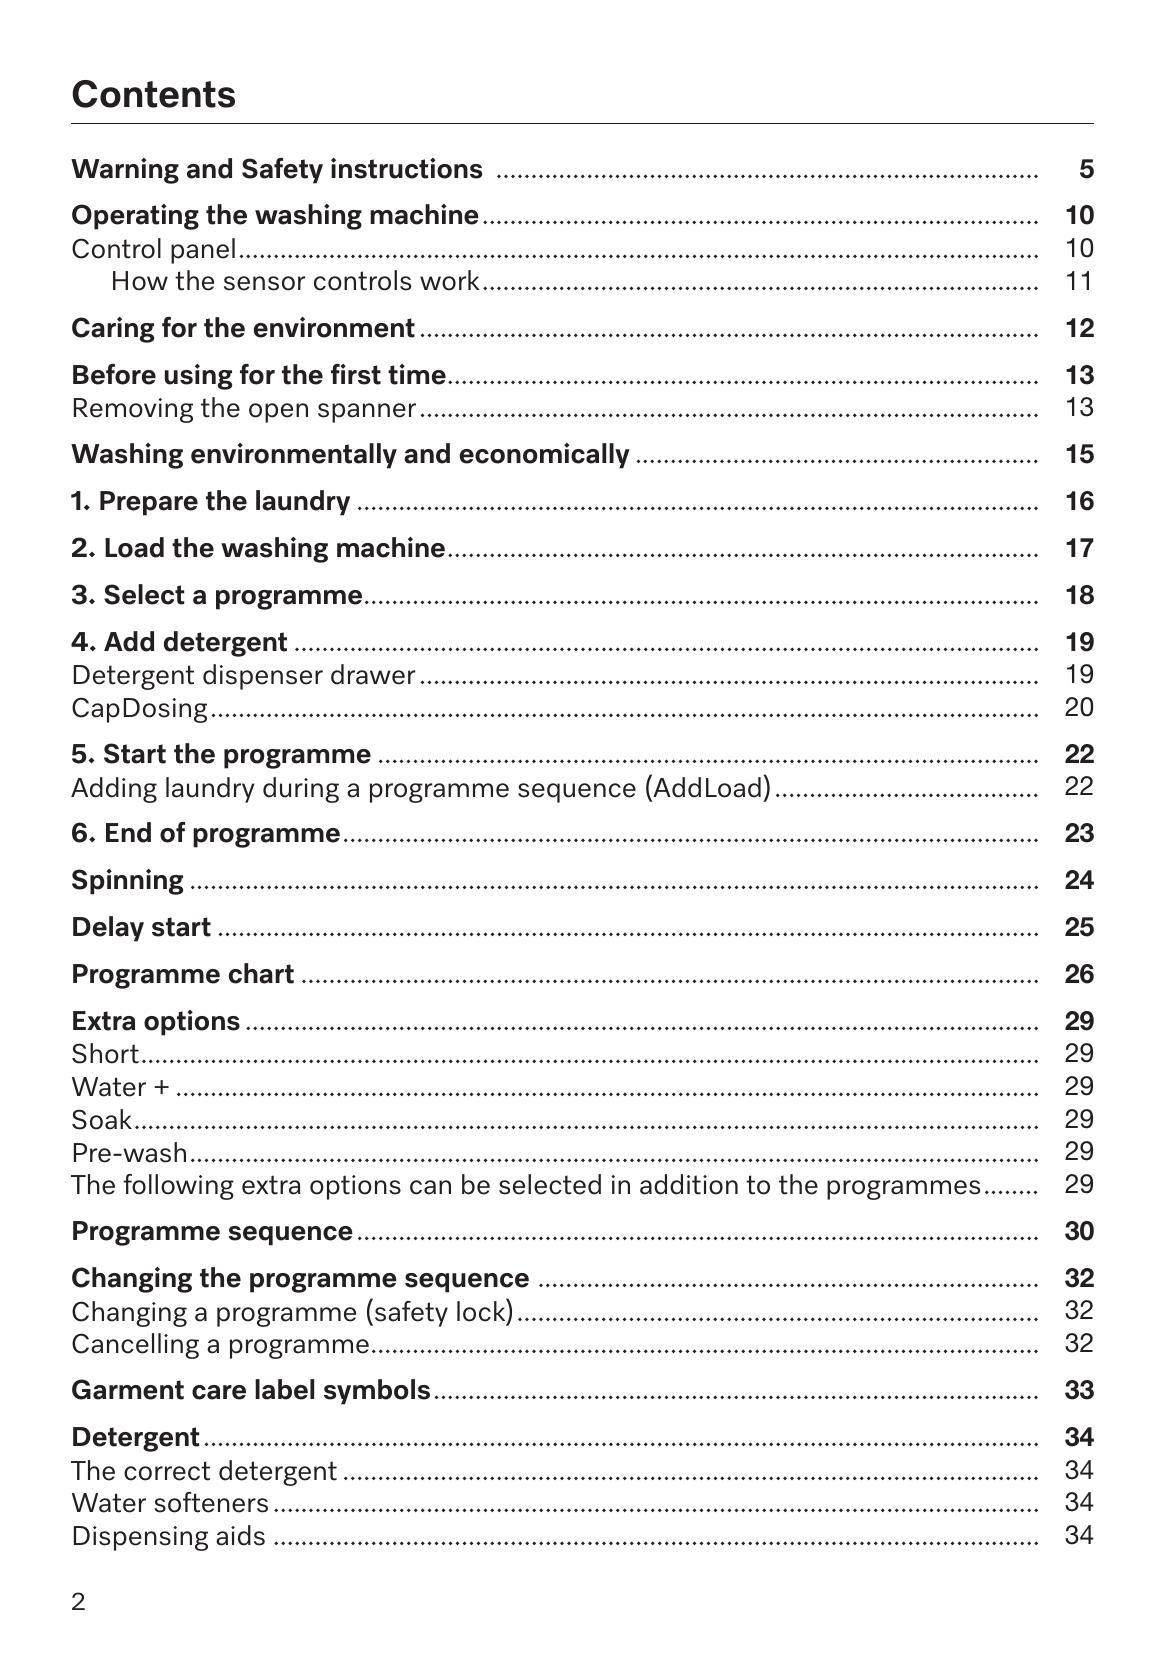 Contents
Warning and Safety instructions ........ 5
Operating the washing machine ........ 10
Control panel ........ 10
How the sensor controls work ........ 11
Caring for the environment ........ 12
Before using for the first time ........ 13
Removing the open spanner ........ 13
Washing environmentally and economically ........ 15
1. Prepare the laundry ........ 16
2. Load the washing machine ........ 17
3. Select a programme ........ 18
4. Add detergent ........ 19
Detergent dispenser drawer ........ 19
CapDosing ........ 20
5. Start the programme ........ 22
Adding laundry during a programme sequence (AddLoad) ........ 22
6. End of programme ........ 23
Spinning ........ 24
Delay start ........ 25
Programme chart ........ 26
Extra options ........ 29
Short ........ 29
Water + ........ 29
Soak ........ 29
Pre-wash ........ 29
The following extra options can be selected in addition to the programmes ........ 29
Programme sequence ........ 30
Changing the programme sequence ........ 32
Changing a programme (safety lock) ........ 32
Cancelling a programme ........ 32
Garment care label symbols ........ 33
Detergent ........ 34
The correct detergent ........ 34
Water softeners ........ 34
Dispensing aids ........ 34
2